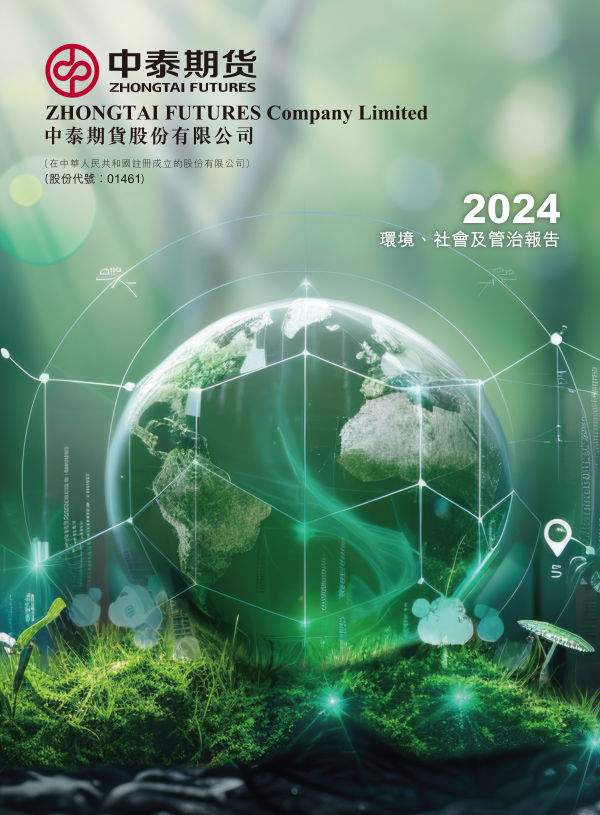 中泰期货
ZHONGTAI FUTURES
ZHONGTAI FUTURES Company Limited
中泰期貨股份有限公司
(在中華人民共和國註冊成立的股份有限公司)
(股份代號：01461)
2024
環境、社會及管治報告